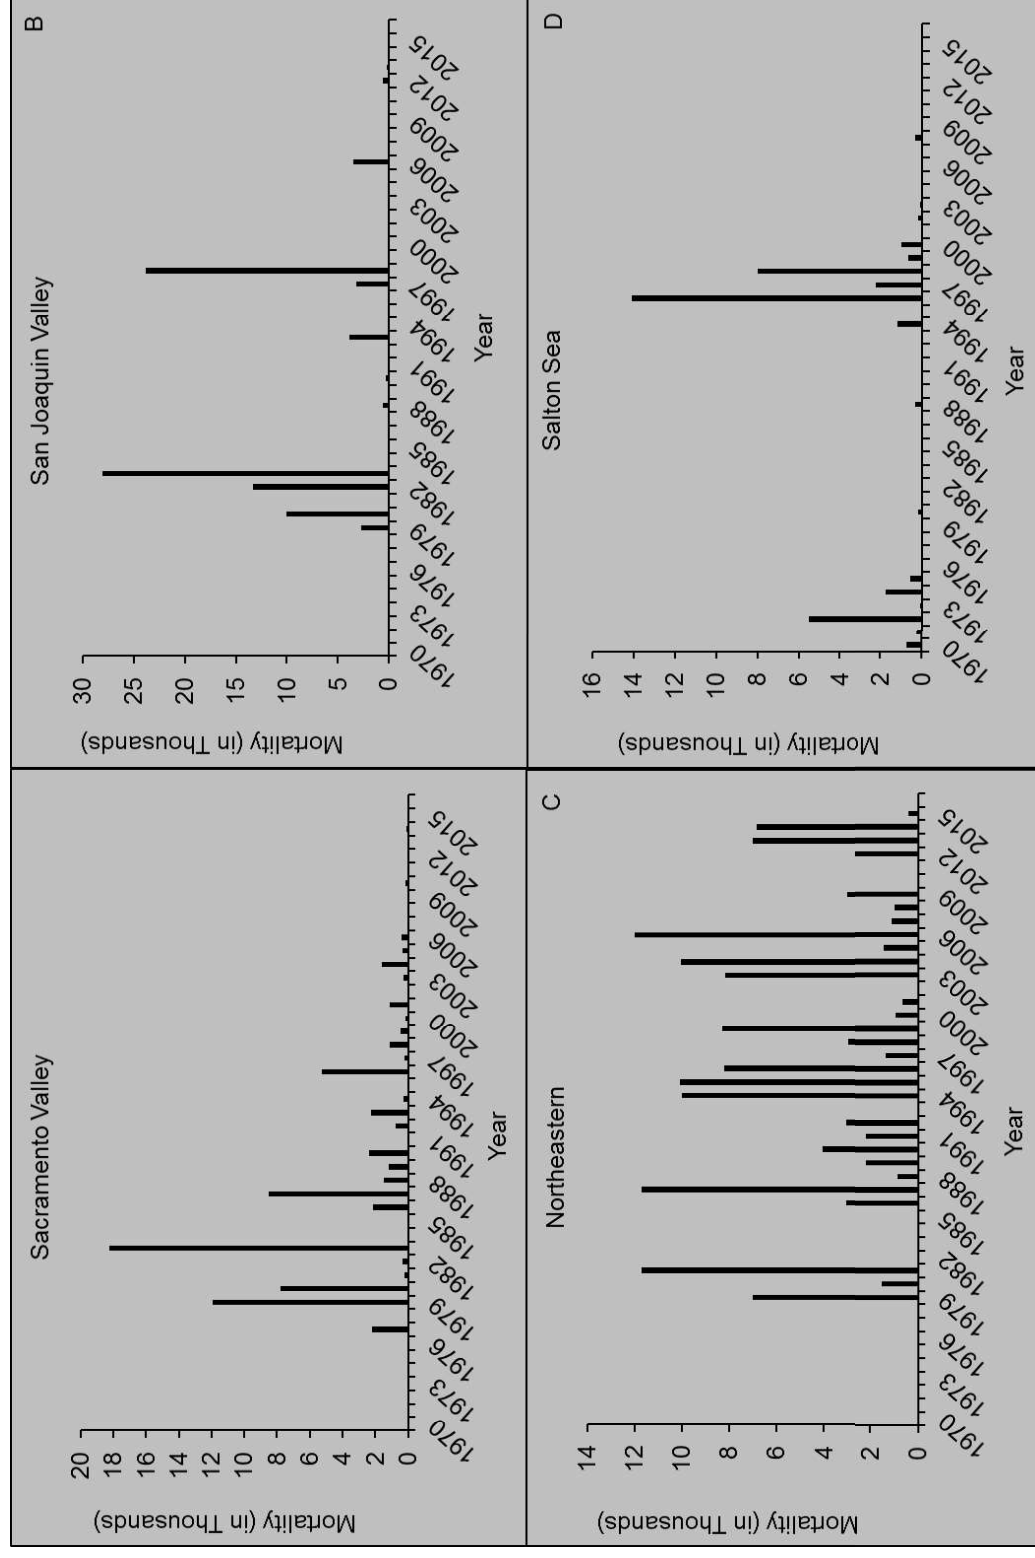 Sacramento Valley
Mortality (in Thousands)
20
18
16
14
12
10
8
6
4
2
0
1970 1973 1976 1979 1982 1985 1988 1991 1994 1997 2000 2003 2006 2009 2012 2015
Year
B
San Joaquin Valley
Mortality (in Thousands)
30
25
20
15
10
5
0
1970 1973 1976 1979 1982 1985 1988 1991 1994 1997 2000 2003 2006 2009 2012 2015
Year
C
Northeastern
Mortality (in Thousands)
14
12
10
8
6
4
2
0
1970 1973 1976 1979 1982 1985 1988 1991 1994 1997 2000 2003 2006 2009 2012 2015
Year
D
Salton Sea
Mortality (in Thousands)
16
14
12
10
8
6
4
2
0
1970 1973 1976 1979 1982 1985 1988 1991 1994 1997 2000 2003 2006 2009 2012 2015
Year